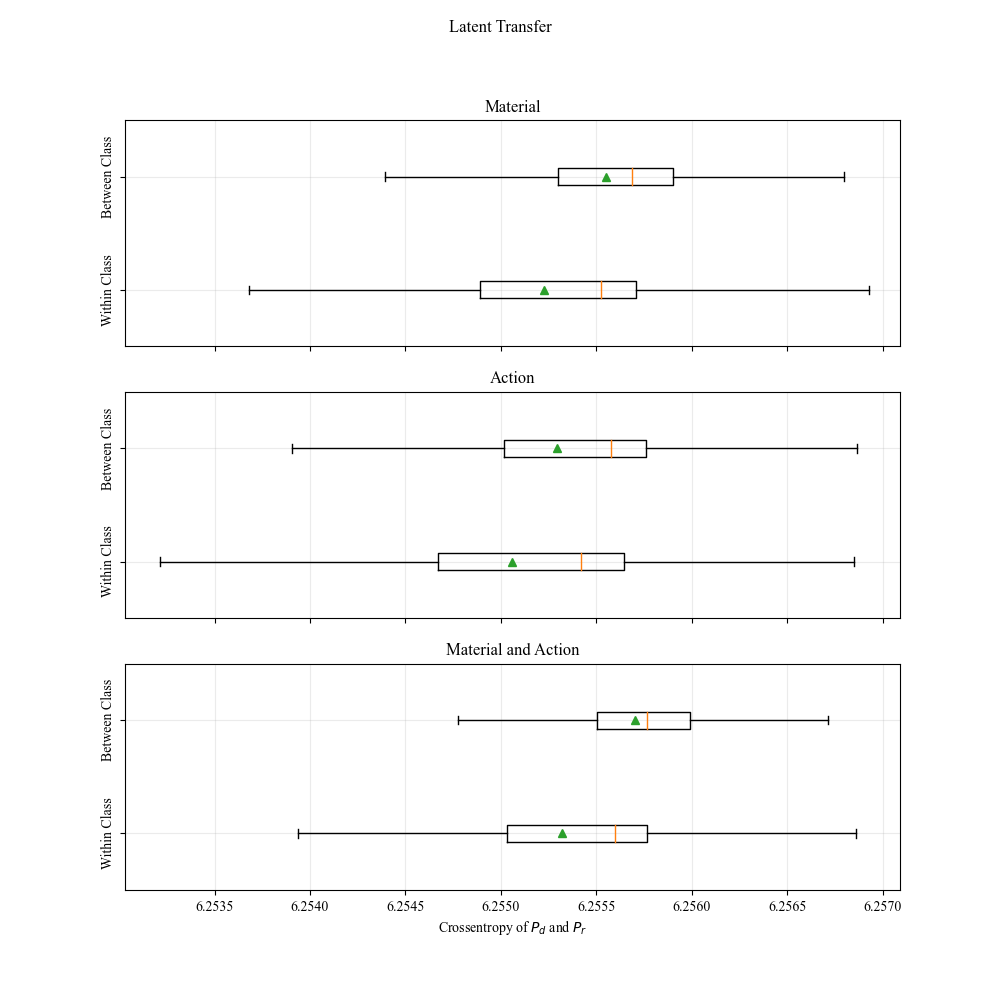 Latent Transfer
Material
Between Class
Within Class
Action
Between Class
Within Class
Material and Action
Between Class
Within Class
6.2535 6.2540 6.2545 6.2550 6.2555 6.2560 6.2565 6.2570
Crossentropy of P_d and P_r